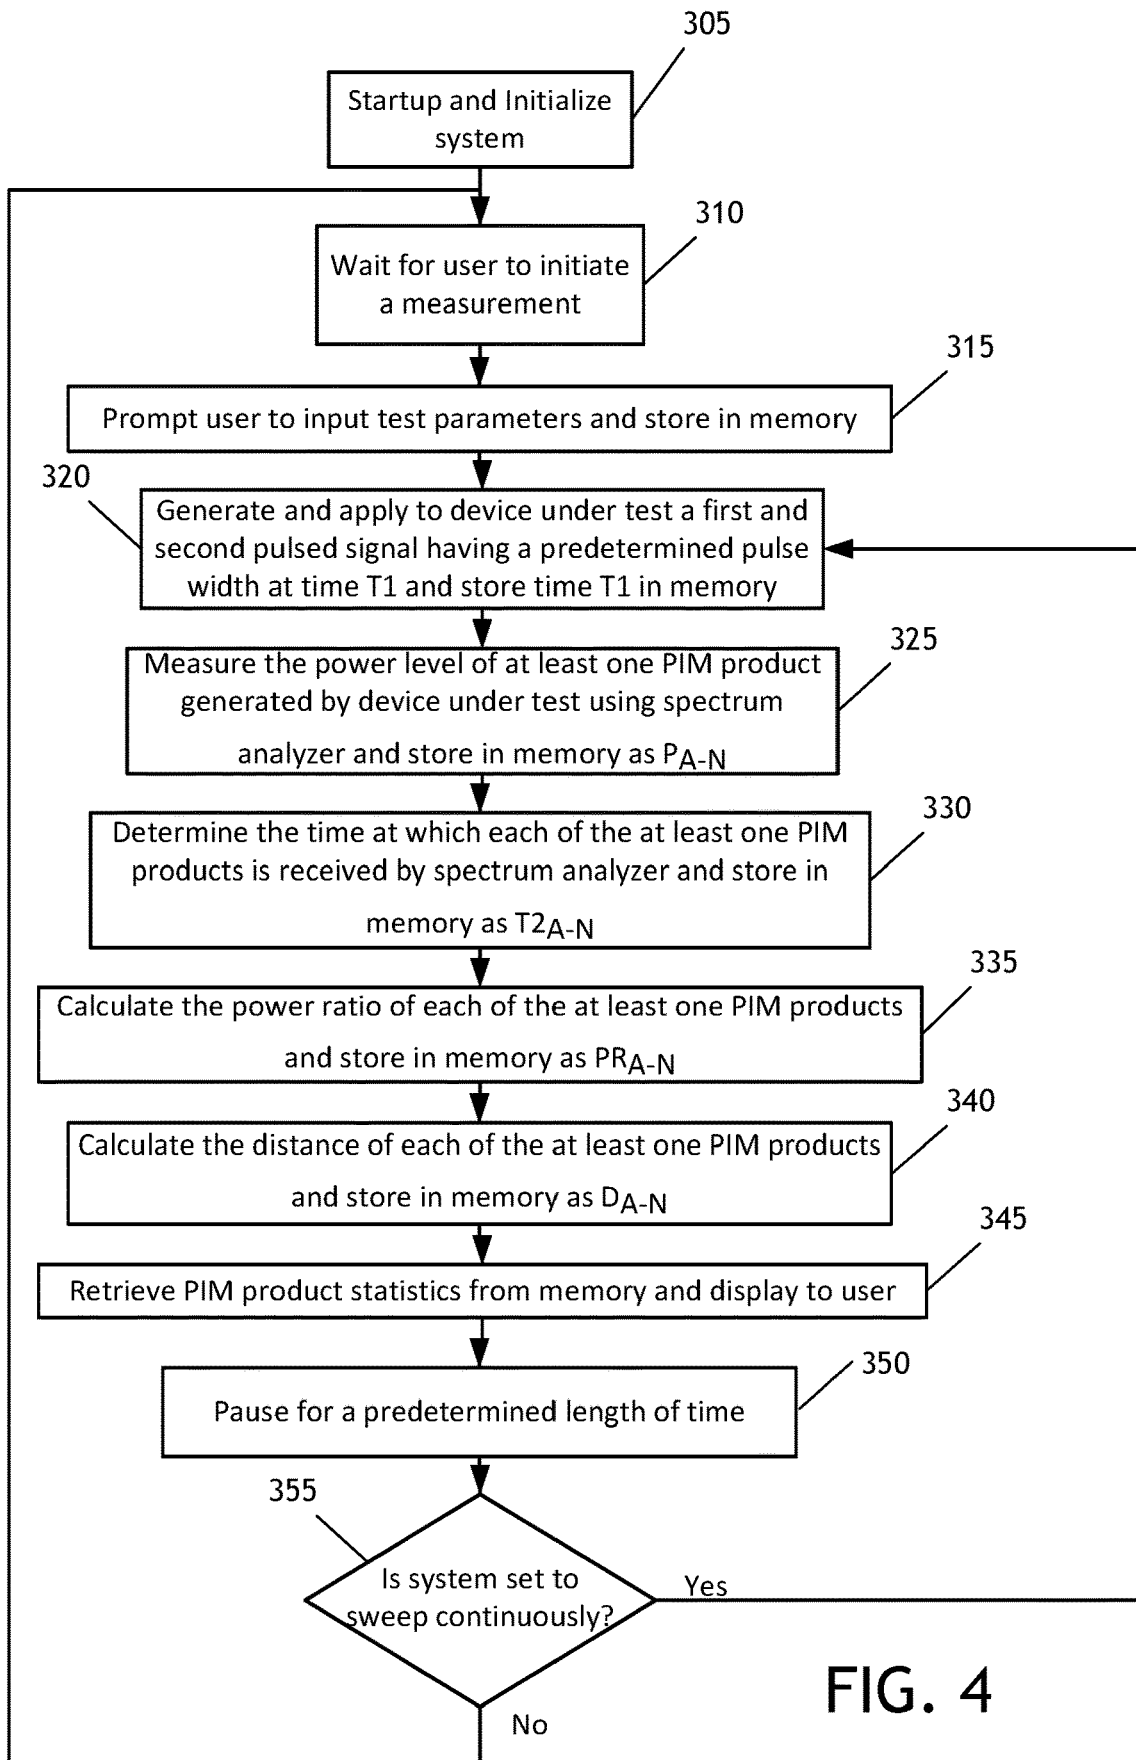 305
Startup and Initialize
system
310
Wait for user to initiate
a measurement
315
Prompt user to input test parameters and store in memory
320
Generate and apply to device under test a first and
second pulsed signal having a predetermined pulse
width at time T1 and store time T1 in memory
325
Measure the power level of at least one PIM product
generated by device under test using spectrum
analyzer and store in memory as PA-N
330
Determine the time at which each of the at least one PIM
products is received by spectrum analyzer and store in
memory as T2A-N
335
Calculate the power ratio of each of the at least one PIM products
and store in memory as PRA-N
340
Calculate the distance of each of the at least one PIM products
and store in memory as DA-N
345
Retrieve PIM product statistics from memory and display to user
350
Pause for a predetermined length of time
355
Is system set to
sweep continuously?
Yes
No
FIG. 4